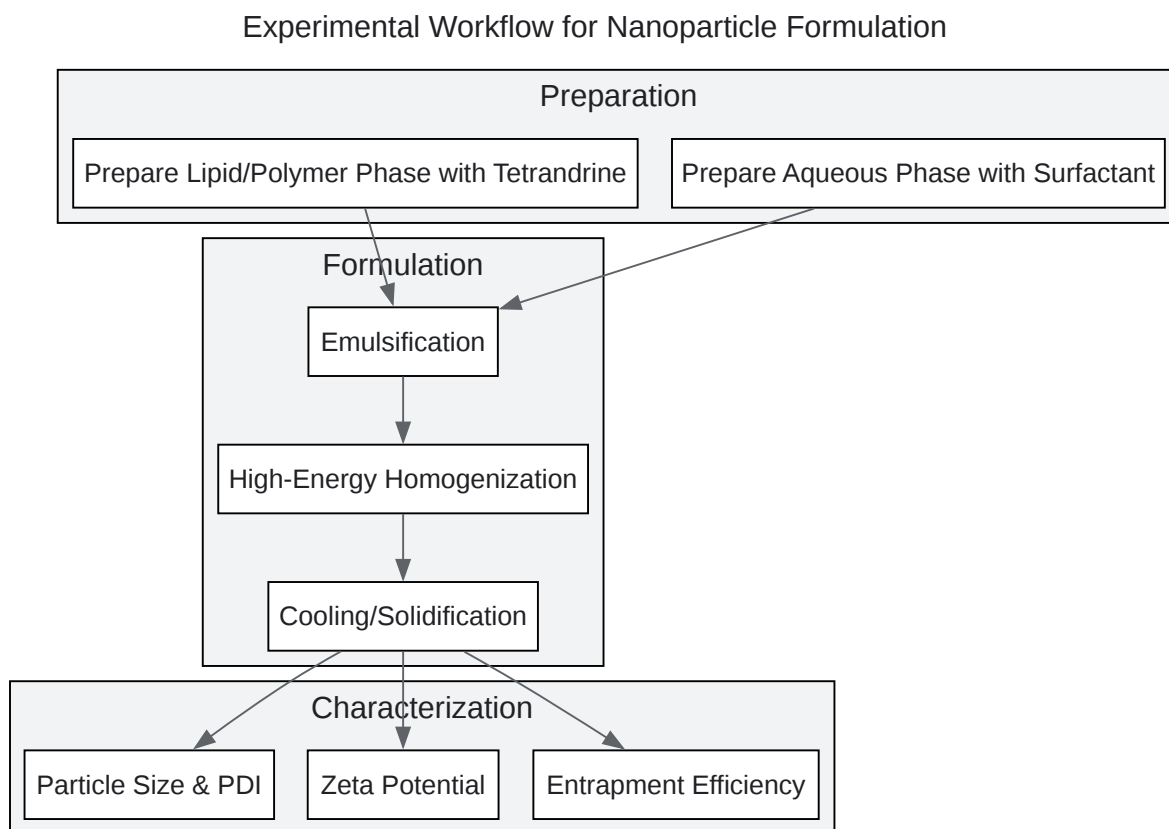 Experimental Workflow for Nanoparticle Formulation
Preparation
Prepare Lipid/Polymer Phase with Tetrandrine
Prepare Aqueous Phase with Surfactant
Formulation
Emulsification
High-Energy Homogenization
Cooling/Solidification
Characterization
Particle Size & PDI
Zeta Potential
Entrapment Efficiency